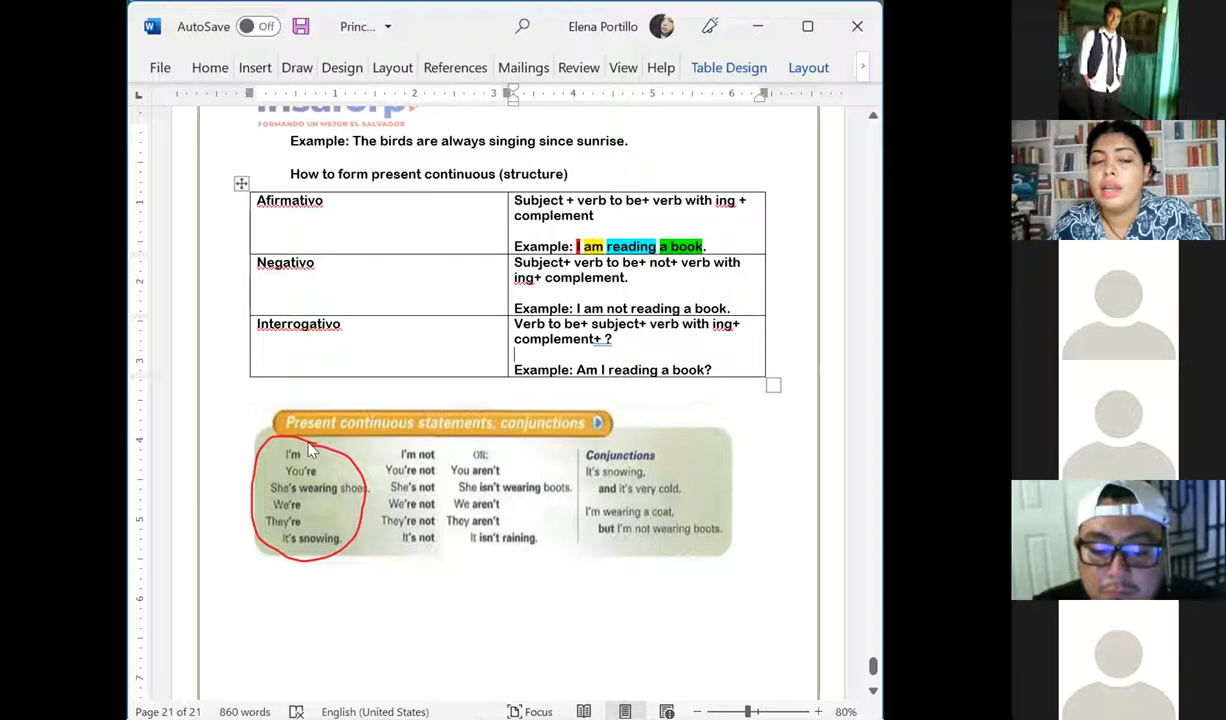 AutoSave Off Princ... Elena Portillo
File Home Insert Draw Design Layout References Mailings Review View Help Table Design Layout
1 2 3 4 5 6
FORMANDO UN MEJOR EL SALVADOR
Example: The birds are always singing since sunrise.
How to form present continuous (structure)
Afirmativo
Subject + verb to be+ verb with ing +
complement
Example: I am reading a book.
Negativo
Subject+ verb to be+ not+ verb with
ing+ complement.
Example: I am not reading a book.
Interrogativo
Verb to be+ subject+ verb with ing+
complement+ ?
Example: Am I reading a book?
Present continuous statements; conjunctions
I'm
You're
She's wearing shoes.
We're
They're
It's snowing.
I'm not
You're not
She's not
We're not
They're not
It's not
OR:
You aren't
She isn't wearing boots.
We aren't
They aren't
It isn't raining.
Conjunctions
It's snowing,
and it's very cold.
I'm wearing a coat,
but I'm not wearing boots.
Page 21 of 21 860 words English (United States) Focus 80%